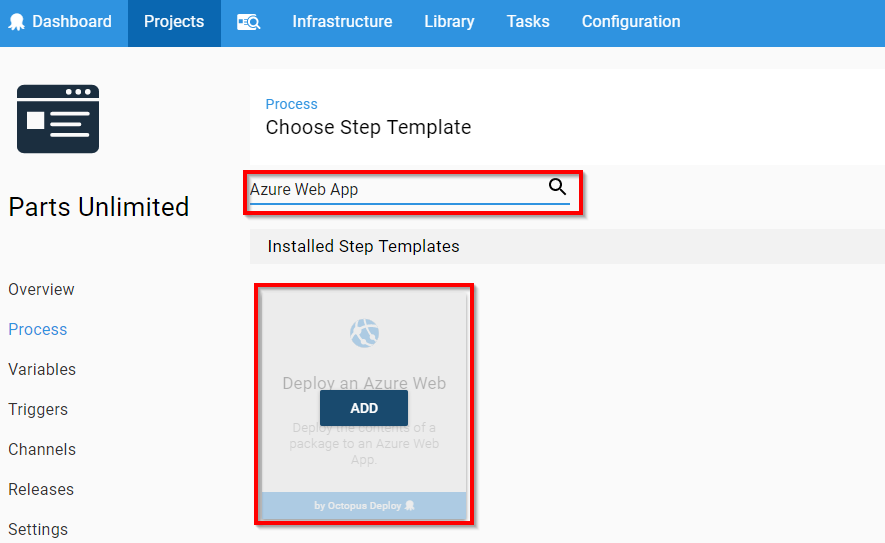 Dashboard
Projects
Infrastructure
Library
Tasks
Configuration
Parts Unlimited
Overview
Process
Variables
Triggers
Channels
Releases
Settings
Process
Choose Step Template
Azure Web App
Installed Step Templates
Deploy an Azure Web
ADD
Deploy the contents of a
package to an Azure Web
App.
by Octopus Deploy